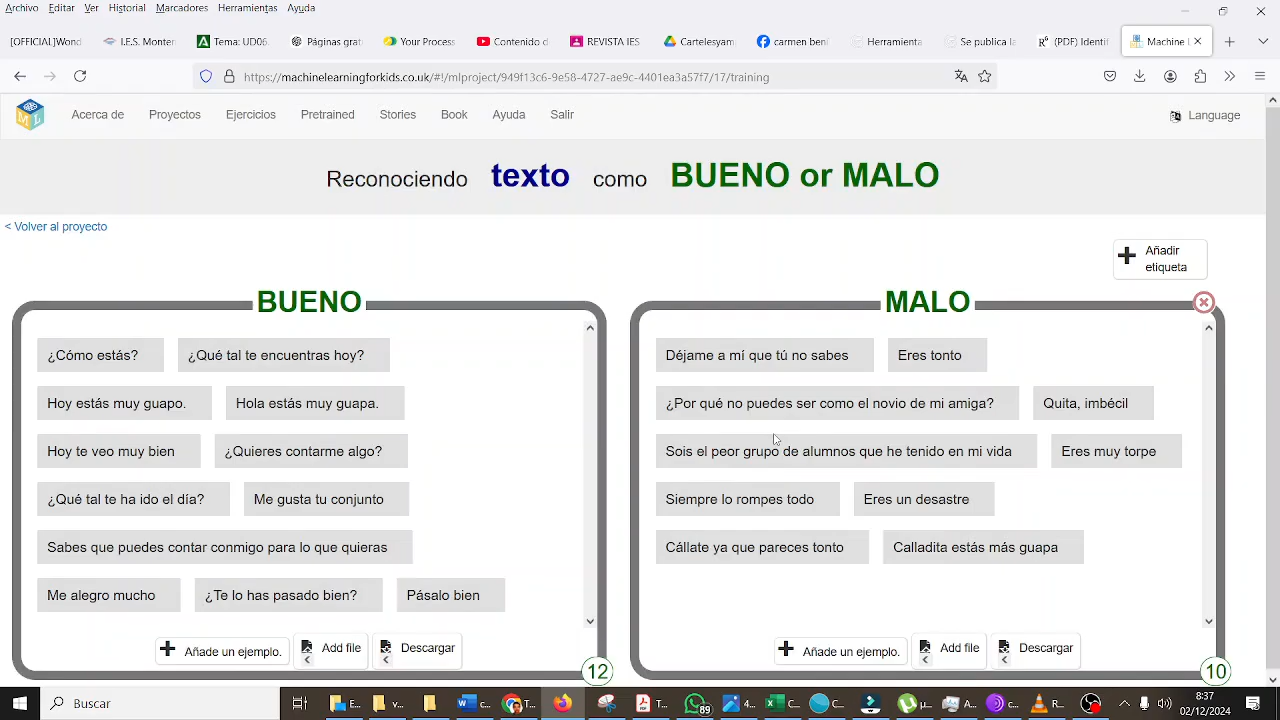 Archivo Editar Ver Historial Marcadores Herramientas Ayuda
[OFFICIAL] Wond I.E.S. Monter Tema: UD06 Páginas grat Your Possess Contenido d REVISTA IES Cartelesyam carmen beni Herramienta Se publica la (PDF) Identif Machine L
https://machinelearningforkids.co.uk/#!/mlproject/949f13c6-9e58-4727-ae9c-4401ea3a57f7/17/training
Acerca de Proyectos Ejercicios Pretrained Stories Book Ayuda Salir Language
Reconociendo texto como BUENO or MALO
< Volver al proyecto
Añadir
etiqueta
BUENO
¿Cómo estás? ¿Qué tal te encuentras hoy?
Hoy estás muy guapo. Hola estás muy guapa.
Hoy te veo muy bien ¿Quieres contarme algo?
¿Qué tal te ha ido el día? Me gusta tu conjunto
Sabes que puedes contar conmigo para lo que quieras
Me alegro mucho ¿Te lo has pasado bien? Pásalo bien
Añade un ejemplo. Add file Descargar
12
MALO
Déjame a mí que tú no sabes Eres tonto
¿Por qué no puedes ser como el novio de mi amiga? Quita, imbécil
Sois el peor grupo de alumnos que he tenido en mi vida Eres muy torpe
Siempre lo rompes todo Eres un desastre
Cállate ya que pareces tonto Calladita estás más guapa
Añade un ejemplo. Add file Descargar
10
Buscar
89
8:37
02/12/2024